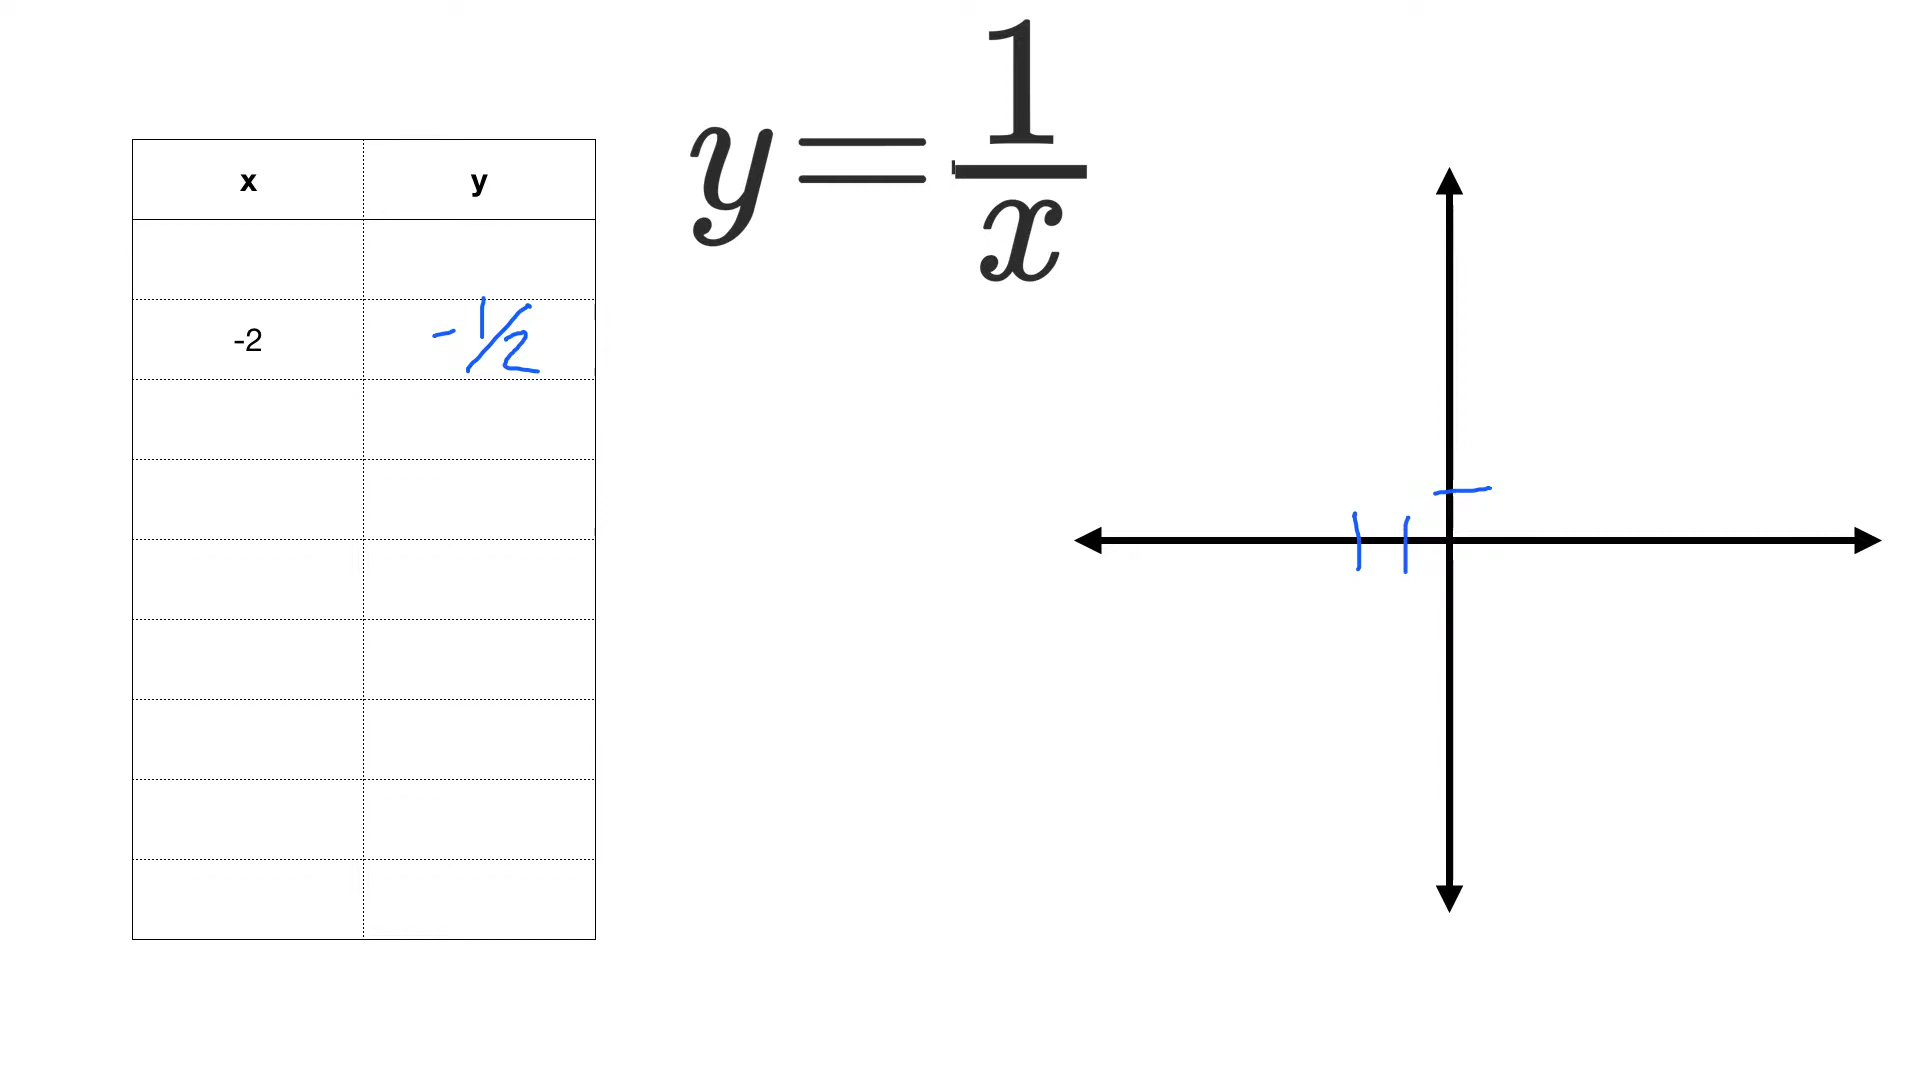 y = 1/x
x y
-2 -1/2